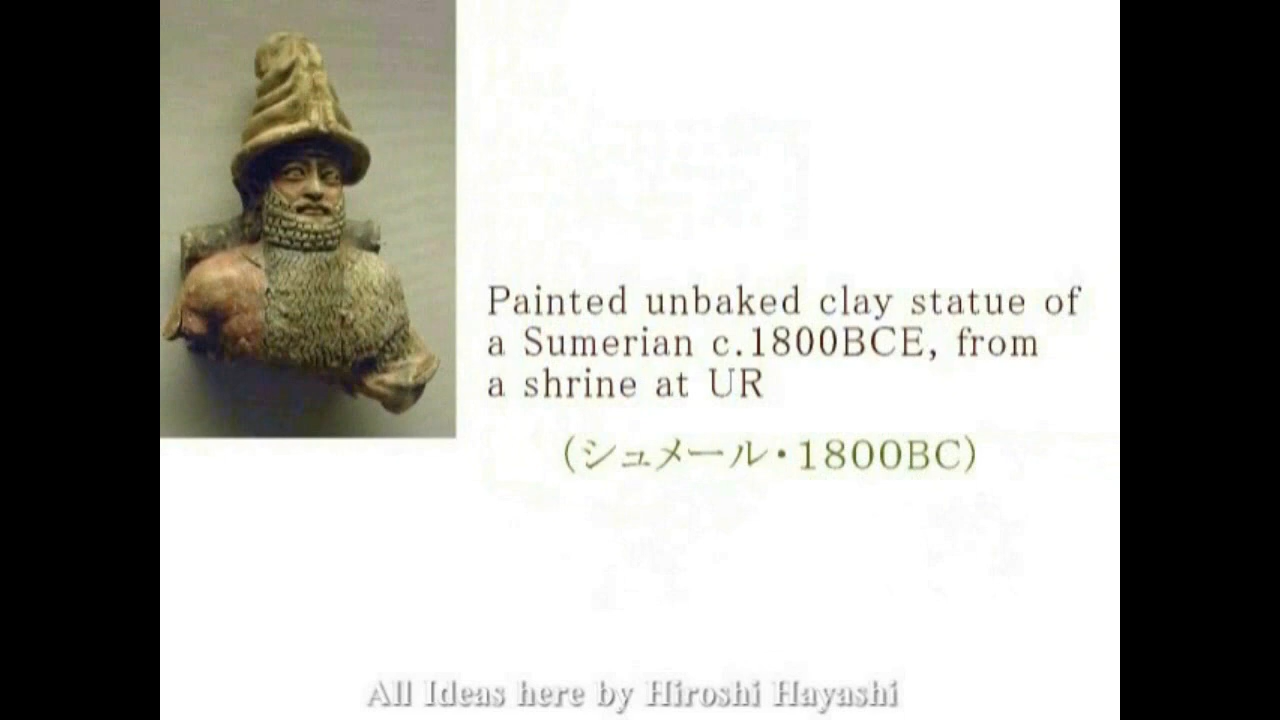 Painted unbaked clay statue of
a Sumerian c.1800BCE, from
a shrine at UR
(シュメール・1800BC)
All Ideas here by Hiroshi Hayashi